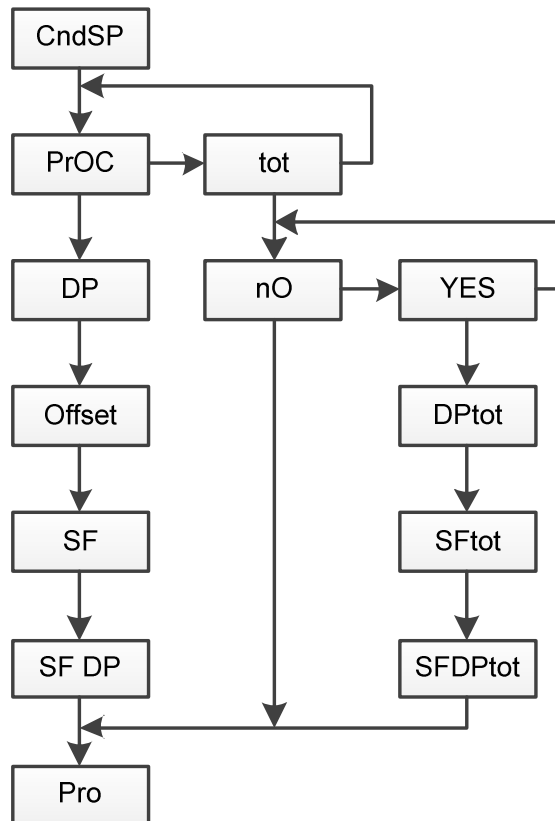 CndSP
PrOC
tot
DP
nO
YES
Offset
DPtot
SF
SFtot
SF DP
SFDPtot
Pro